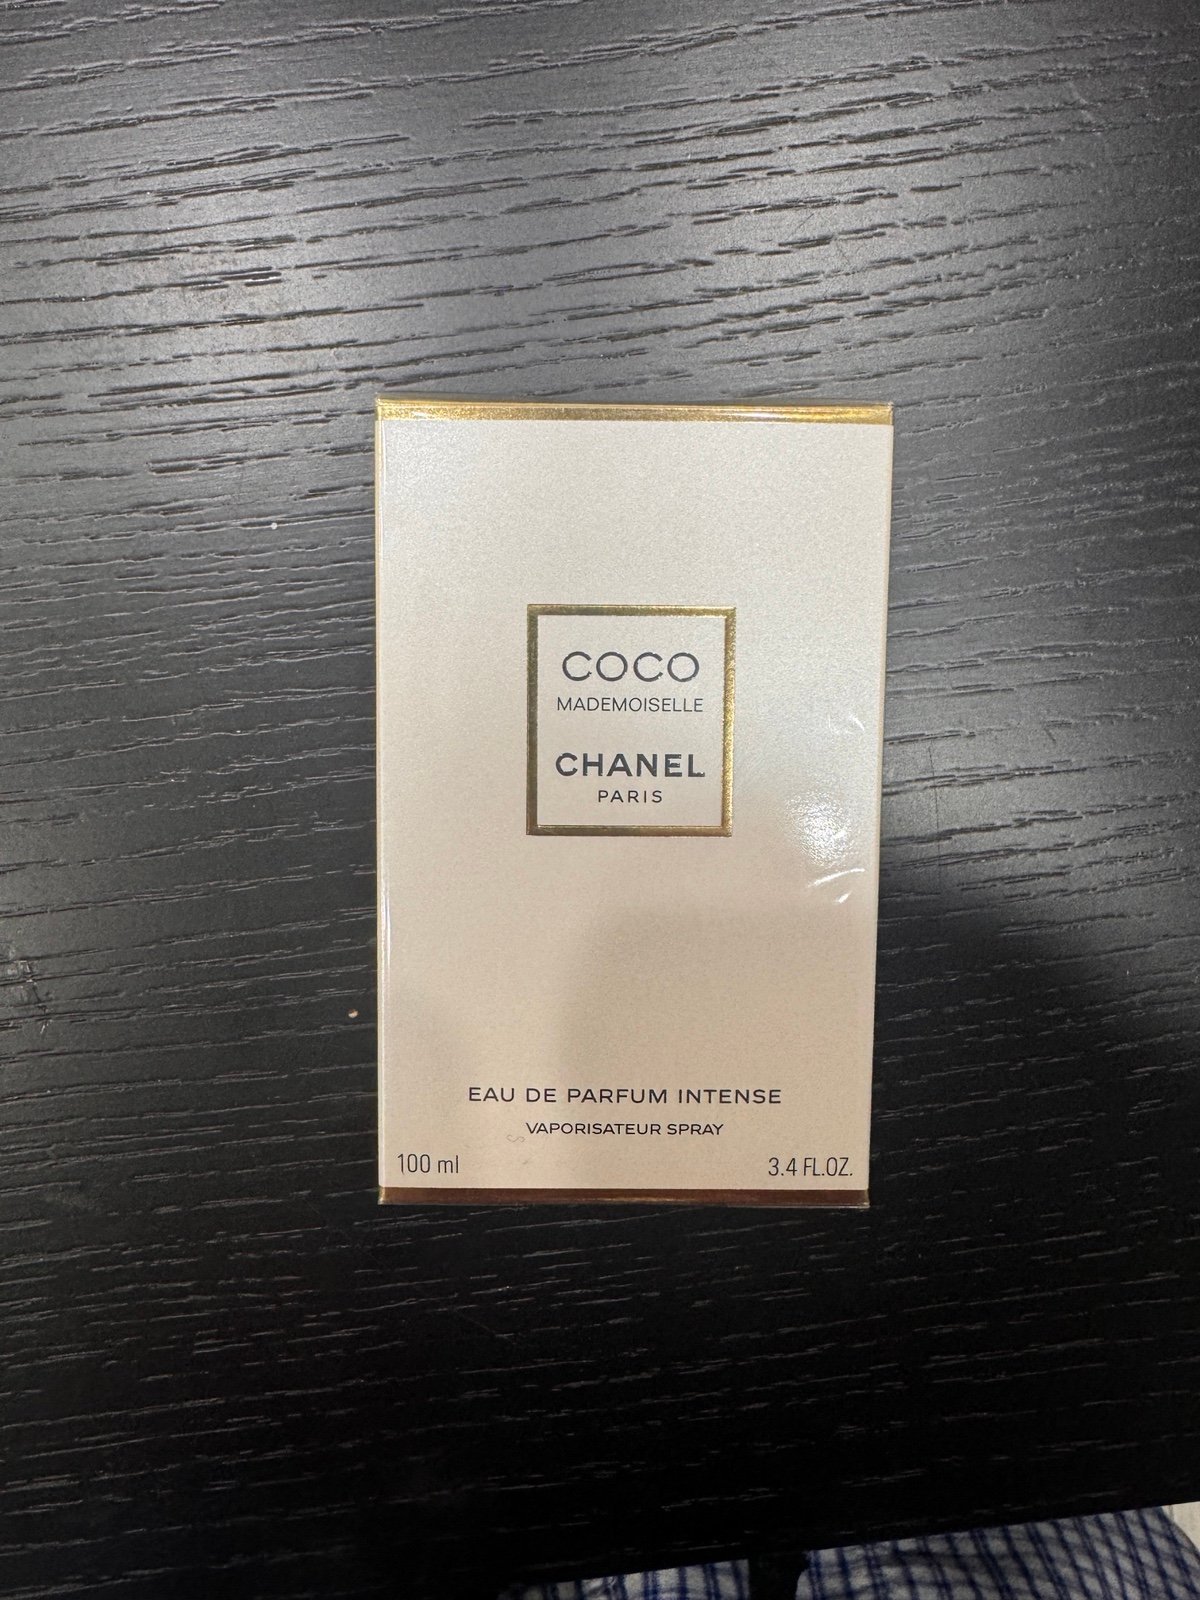 COCO
MADEMOISELLE
CHANEL
PARIS
EAU DE PARFUM INTENSE
VAPORISATEUR SPRAY
100 ml 3.4 FL.OZ.